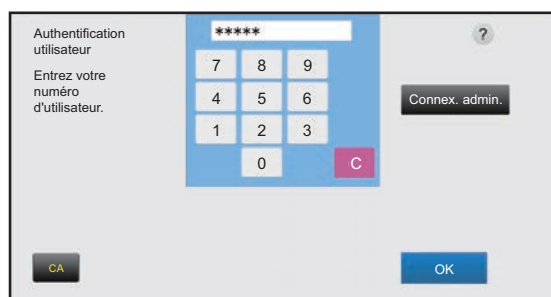 Authentification
utilisateur
Entrez votre
numéro
d'utilisateur.
*****
?
7 8 9
4 5 6
Connex. admin.
1 2 3
0 C
CA
OK